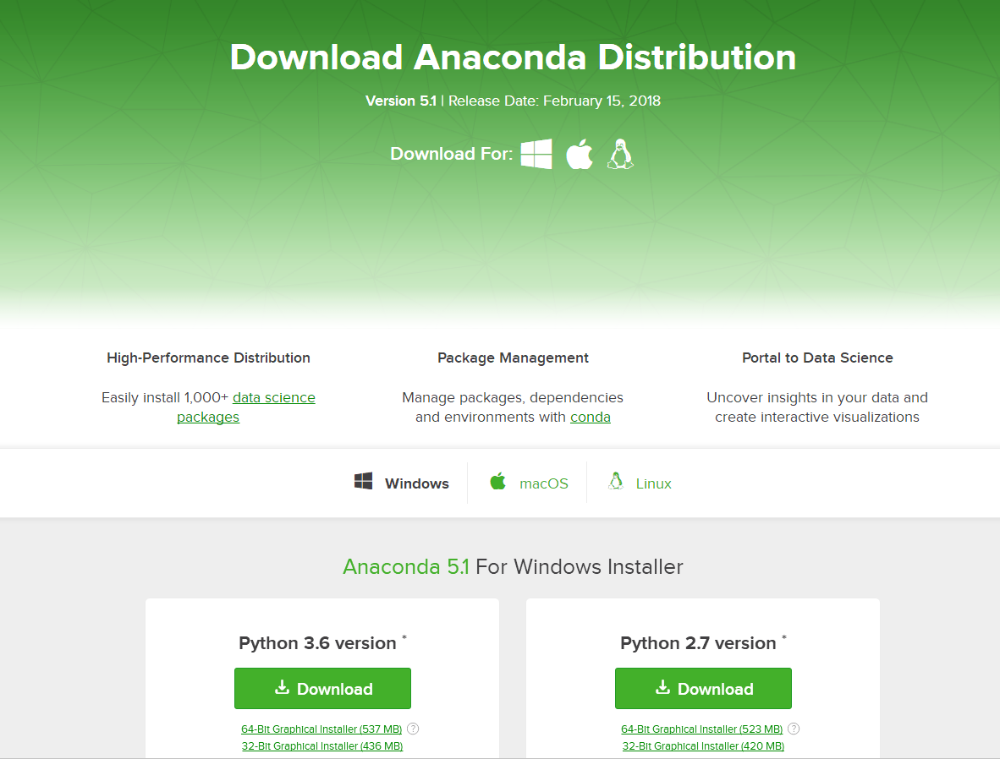 Download Anaconda Distribution
Version 5.1 | Release Date: February 15, 2018
Download For:
High-Performance Distribution
Easily install 1,000+ data science
packages
Package Management
Manage packages, dependencies
and environments with conda
Portal to Data Science
Uncover insights in your data and
create interactive visualizations
Windows
macOS
Linux
Anaconda 5.1 For Windows Installer
Python 3.6 version *
Download
64-Bit Graphical Installer (537 MB) ?
32-Bit Graphical Installer (436 MB)
Python 2.7 version *
Download
64-Bit Graphical Installer (523 MB) ?
32-Bit Graphical Installer (420 MB)